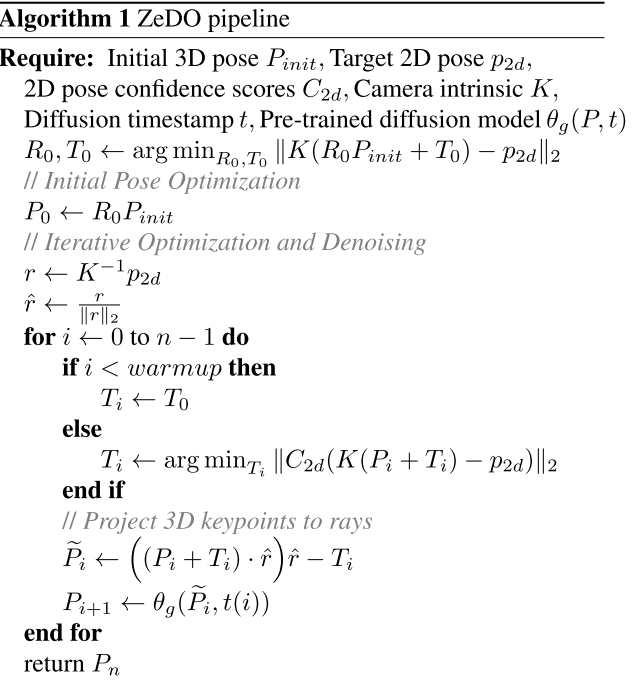 Algorithm 1 ZeDO pipeline
Require: Initial 3D pose $P_{init}$, Target 2D pose $p_{2d}$,
2D pose confidence scores $C_{2d}$, Camera intrinsic $K$,
Diffusion timestamp $t$, Pre-trained diffusion model $\theta_g(P, t)$
$R_0, T_0 \leftarrow \arg\min_{R_0, T_0} \|K(R_0 P_{init} + T_0) - p_{2d}\|_2$
// Initial Pose Optimization
$P_0 \leftarrow R_0 P_{init}$
// Iterative Optimization and Denoising
$r \leftarrow K^{-1} p_{2d}$
$\hat{r} \leftarrow \frac{r}{\|r\|_2}$
for $i \leftarrow 0$ to $n - 1$ do
if $i < warmup$ then
$T_i \leftarrow T_0$
else
$T_i \leftarrow \arg\min_{T_i} \|C_{2d}(K(P_i + T_i) - p_{2d})\|_2$
end if
// Project 3D keypoints to rays
$\widetilde{P}_i \leftarrow \left((P_i + T_i) \cdot \hat{r}\right)\hat{r} - T_i$
$P_{i+1} \leftarrow \theta_g(\widetilde{P}_i, t(i))$
end for
return $P_n$